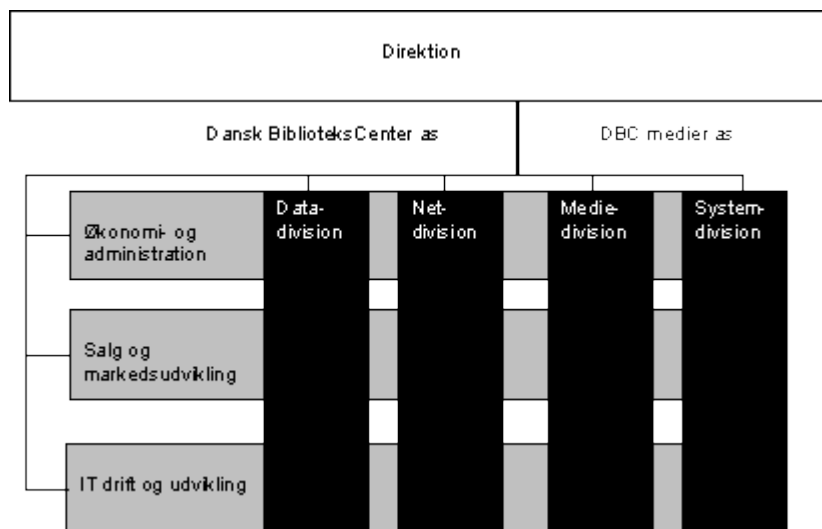 Direktion
Dansk BiblioteksCenter as
DBC medier as
Data-
division
Net-
division
Medie-
division
System-
division
Økonomi- og
administration
Salg og
markedsudvikling
IT drift og udvikling